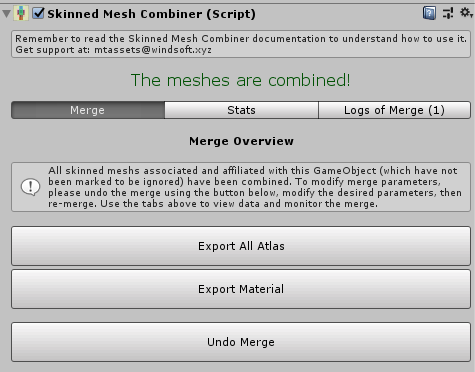 Skinned Mesh Combiner (Script)
Remember to read the Skinned Mesh Combiner documentation to understand how to use it.
Get support at: mtassets@windsoft.xyz
The meshes are combined!
Merge Stats Logs of Merge (1)
Merge Overview
All skinned meshs associated and affiliated with this GameObject (which have not
been marked to be ignored) have been combined. To modify merge parameters,
please undo the merge using the button below, modify the desired parameters, then
re-merge. Use the tabs above to view data and monitor the merge.
Export All Atlas
Export Material
Undo Merge